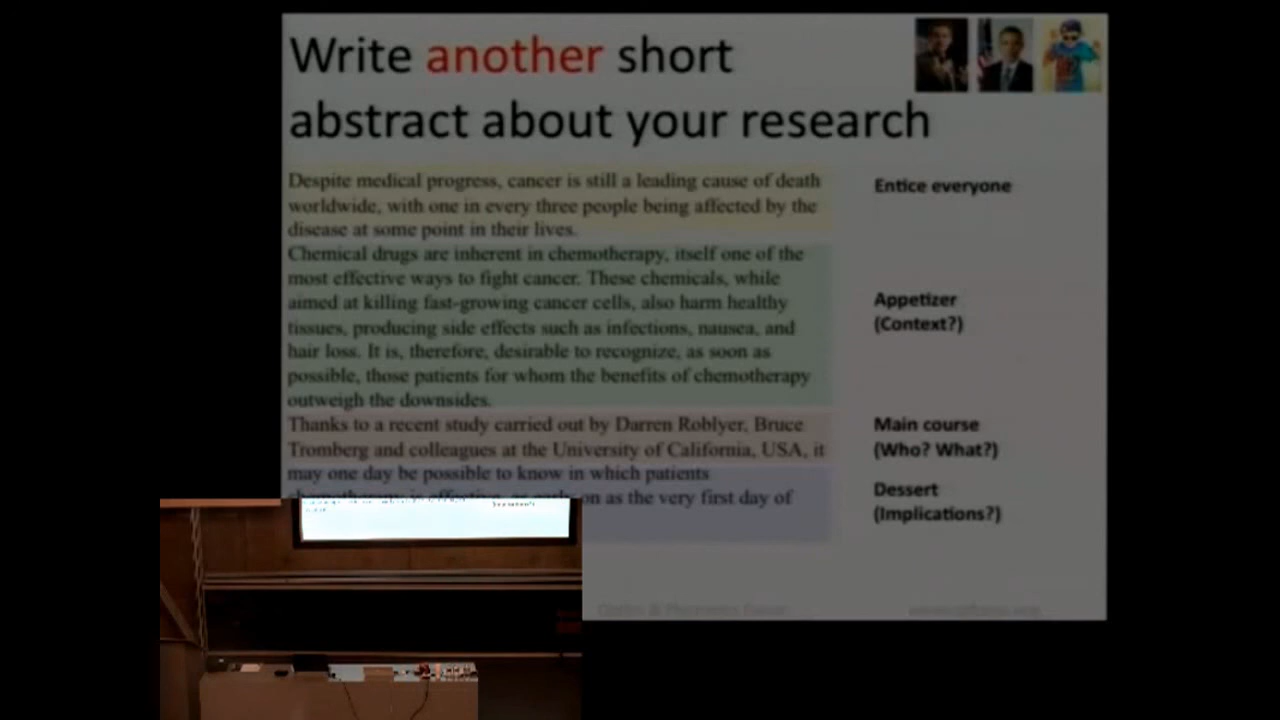 Write another short
abstract about your research
Despite medical progress, cancer is still a leading cause of death
worldwide, with one in every three people being affected by the
disease at some point in their lives.
Chemical drugs are inherent in chemotherapy, itself one of the
most effective ways to fight cancer. These chemicals, while
aimed at killing fast-growing cancer cells, also harm healthy
tissues, producing side effects such as infections, nausea, and
hair loss. It is, therefore, desirable to recognize, as soon as
possible, those patients for whom the benefits of chemotherapy
outweigh the downsides.
Thanks to a recent study carried out by Darren Roblyer, Bruce
Tromberg and colleagues at the University of California, USA, it
may one day be possible to know in which patients
chemotherapy is effective, as early on as the very first day of
Entice everyone
Appetizer
(Context?)
Main course
(Who? What?)
Dessert
(Implications?)